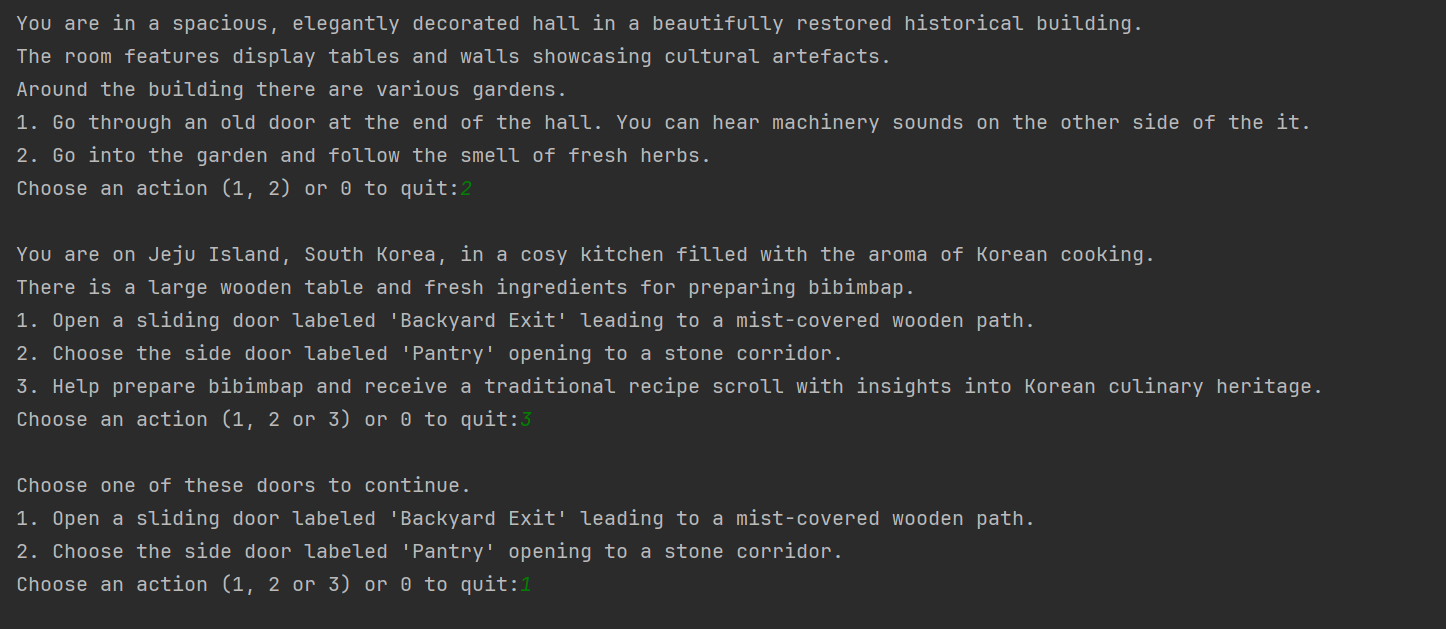 You are in a spacious, elegantly decorated hall in a beautifully restored historical building.
The room features display tables and walls showcasing cultural artefacts.
Around the building there are various gardens.
1. Go through an old door at the end of the hall. You can hear machinery sounds on the other side of the it.
2. Go into the garden and follow the smell of fresh herbs.
Choose an action (1, 2) or 0 to quit:2
You are on Jeju Island, South Korea, in a cosy kitchen filled with the aroma of Korean cooking.
There is a large wooden table and fresh ingredients for preparing bibimbap.
1. Open a sliding door labeled 'Backyard Exit' leading to a mist-covered wooden path.
2. Choose the side door labeled 'Pantry' opening to a stone corridor.
3. Help prepare bibimbap and receive a traditional recipe scroll with insights into Korean culinary heritage.
Choose an action (1, 2 or 3) or 0 to quit:3
Choose one of these doors to continue.
1. Open a sliding door labeled 'Backyard Exit' leading to a mist-covered wooden path.
2. Choose the side door labeled 'Pantry' opening to a stone corridor.
Choose an action (1, 2 or 3) or 0 to quit:1